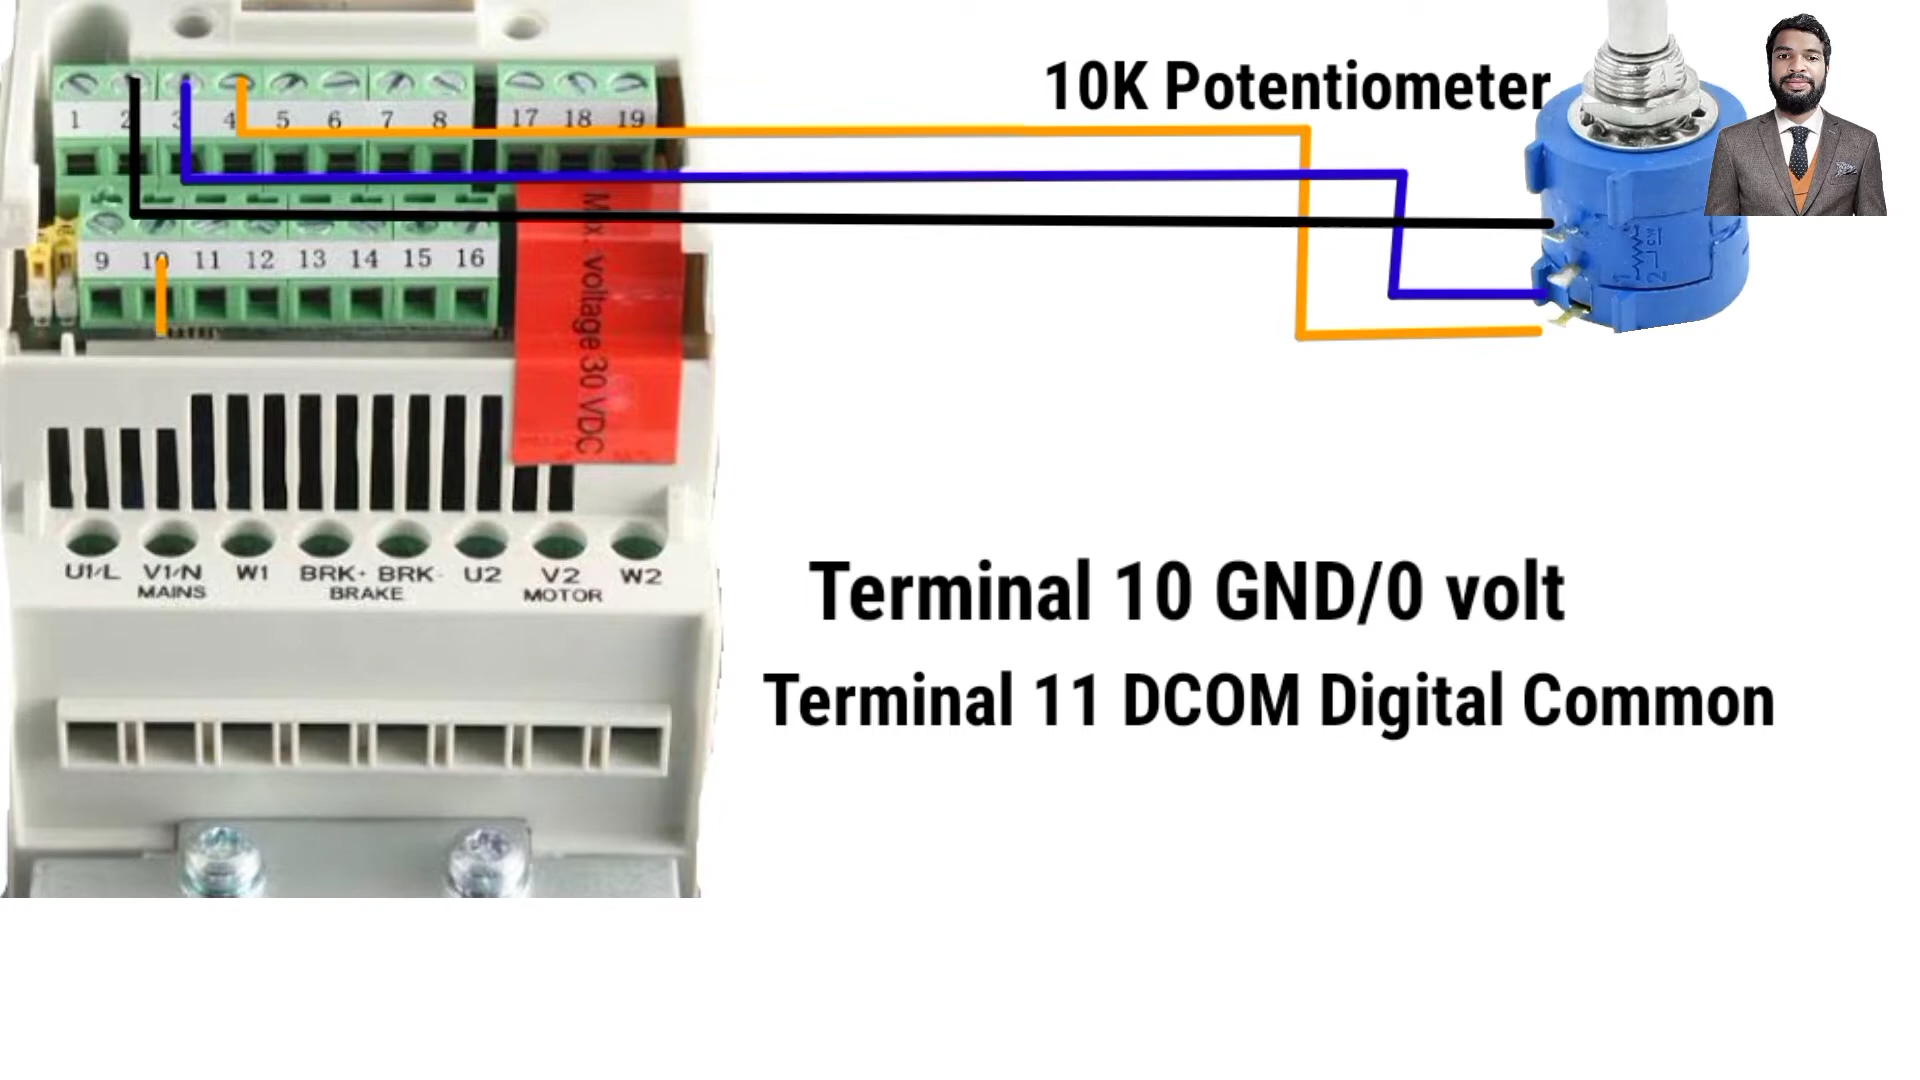 10K Potentiometer
1 2 3 4 5 6 7 8 17 18 19
9 10 11 12 13 14 15 16
Max. voltage 30 VDC
U1/L V1/N W1 BRK+ BRK- U2 V2 W2
MAINS BRAKE MOTOR
Terminal 10 GND/0 volt
Terminal 11 DCOM Digital Common